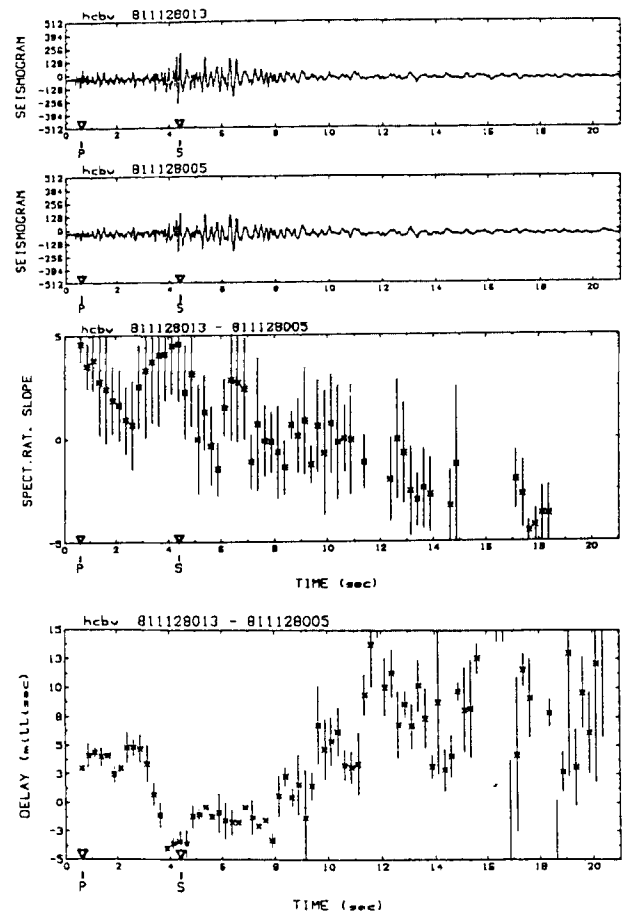 hcbv 811128013
SEISMOGRAM
512
384
256
128
0
-128
-256
-384
-512
0 2 4 6 8 10 12 14 16 18 20
P S
hcbv 811128005
SEISMOGRAM
512
384
256
128
0
-128
-256
-384
-512
0 2 4 6 8 10 12 14 16 18 20
P S
hcbv 811128013 - 811128005
SPECT.RAT. SLOPE
5
0
-5
0 2 4 6 8 10 12 14 16 18 20
P S
TIME (sec)
hcbv 811128013 - 811128005
DELAY (millisec)
15
13
10
8
5
3
0
-3
-5
0 2 4 6 8 10 12 14 16 18 20
P S
TIME (sec)